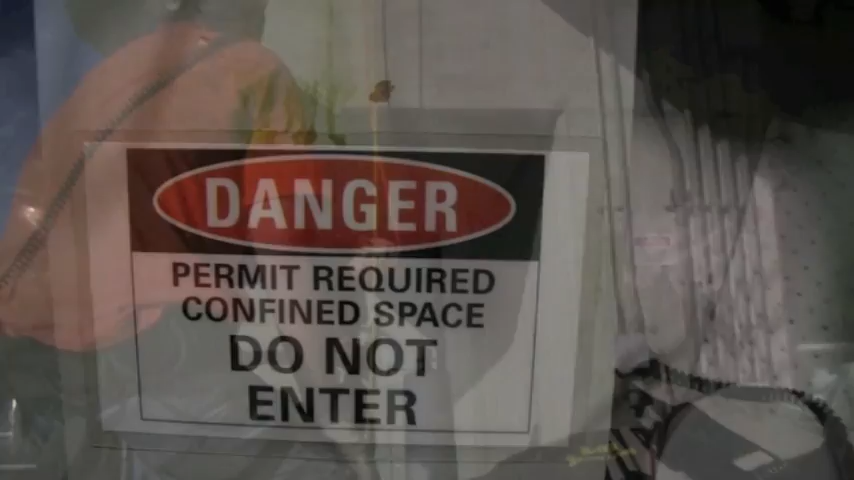 DANGER
PERMIT REQUIRED
CONFINED SPACE
DO NOT
ENTER